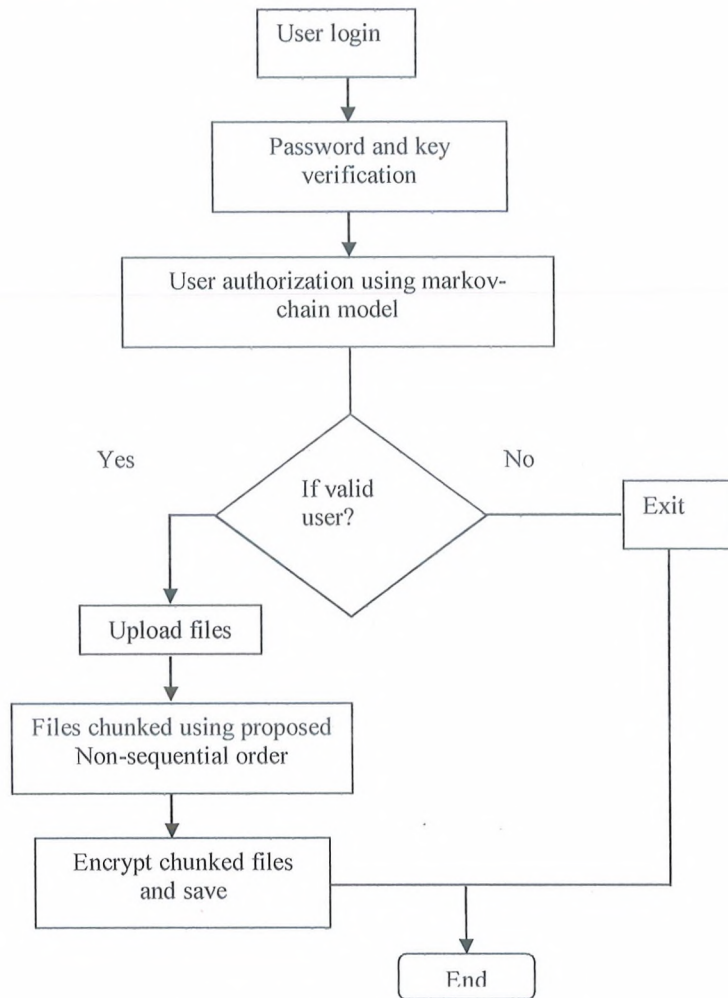 User login
Password and key
verification
User authorization using markov-
chain model
Yes
No
If valid
user?
Exit
Upload files
Files chunked using proposed
Non-sequential order
Encrypt chunked files
and save
End